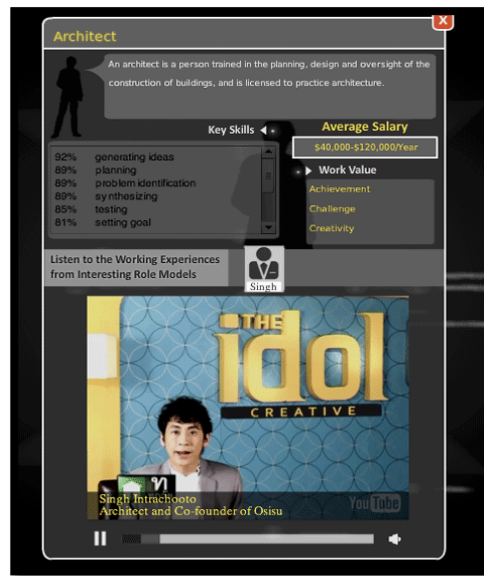 X
Architect
An architect is a person trained in the planning, design and oversight of the
construction of buildings, and is licensed to practice architecture.
Key Skills
Average Salary
$40,000-$120,000/Year
92% generating ideas
89% planning
89% problem identification
89% synthesizing
85% testing
81% setting goal
Work Value
Achievement
Challenge
Creativity
Listen to the Working Experiences
from Interesting Role Models
Singh
THE
idol
CREATIVE
ท
Singh Intrachooto
Architect and Co-founder of Osisu
YouTube